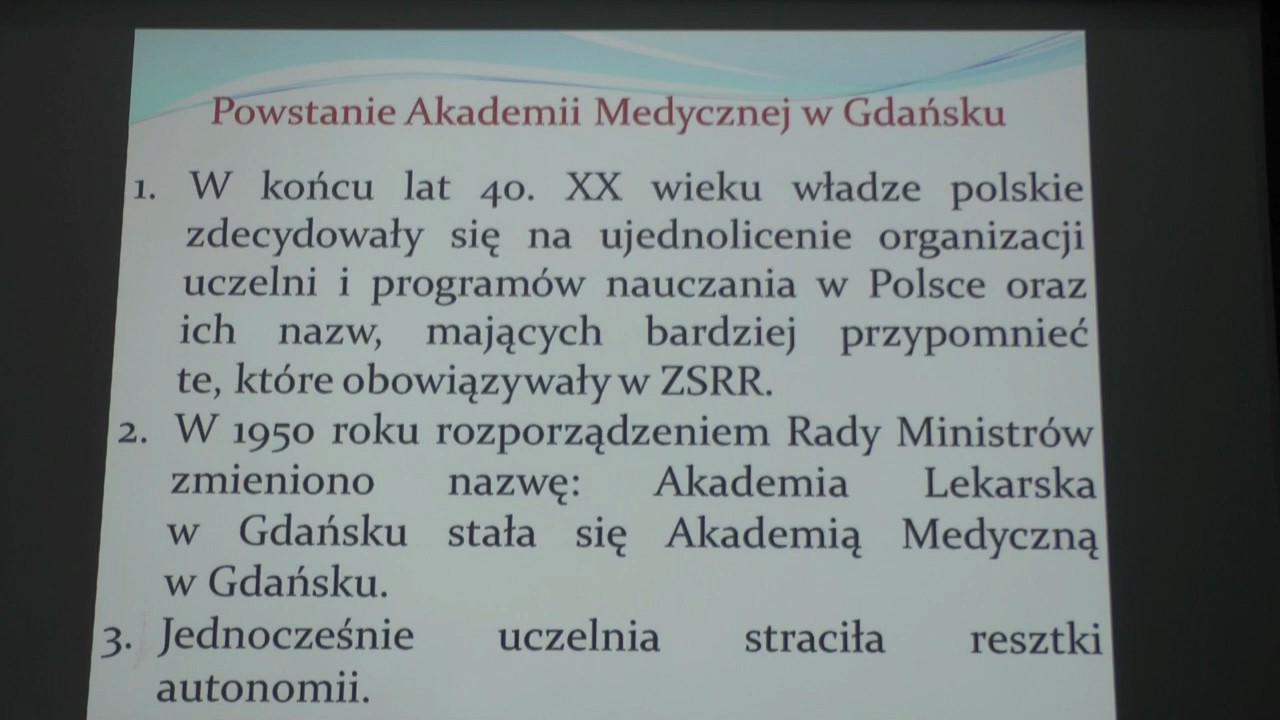 Powstanie Akademii Medycznej w Gdańsku
1. W końcu lat 40. XX wieku władze polskie
zdecydowały się na ujednolicenie organizacji
uczelni i programów nauczania w Polsce oraz
ich nazw, mających bardziej przypomnieć
te, które obowiązywały w ZSRR.
2. W 1950 roku rozporządzeniem Rady Ministrów
zmieniono nazwę: Akademia Lekarska
w Gdańsku stała się Akademią Medyczną
w Gdańsku.
3. Jednocześnie uczelnia straciła resztki
autonomii.